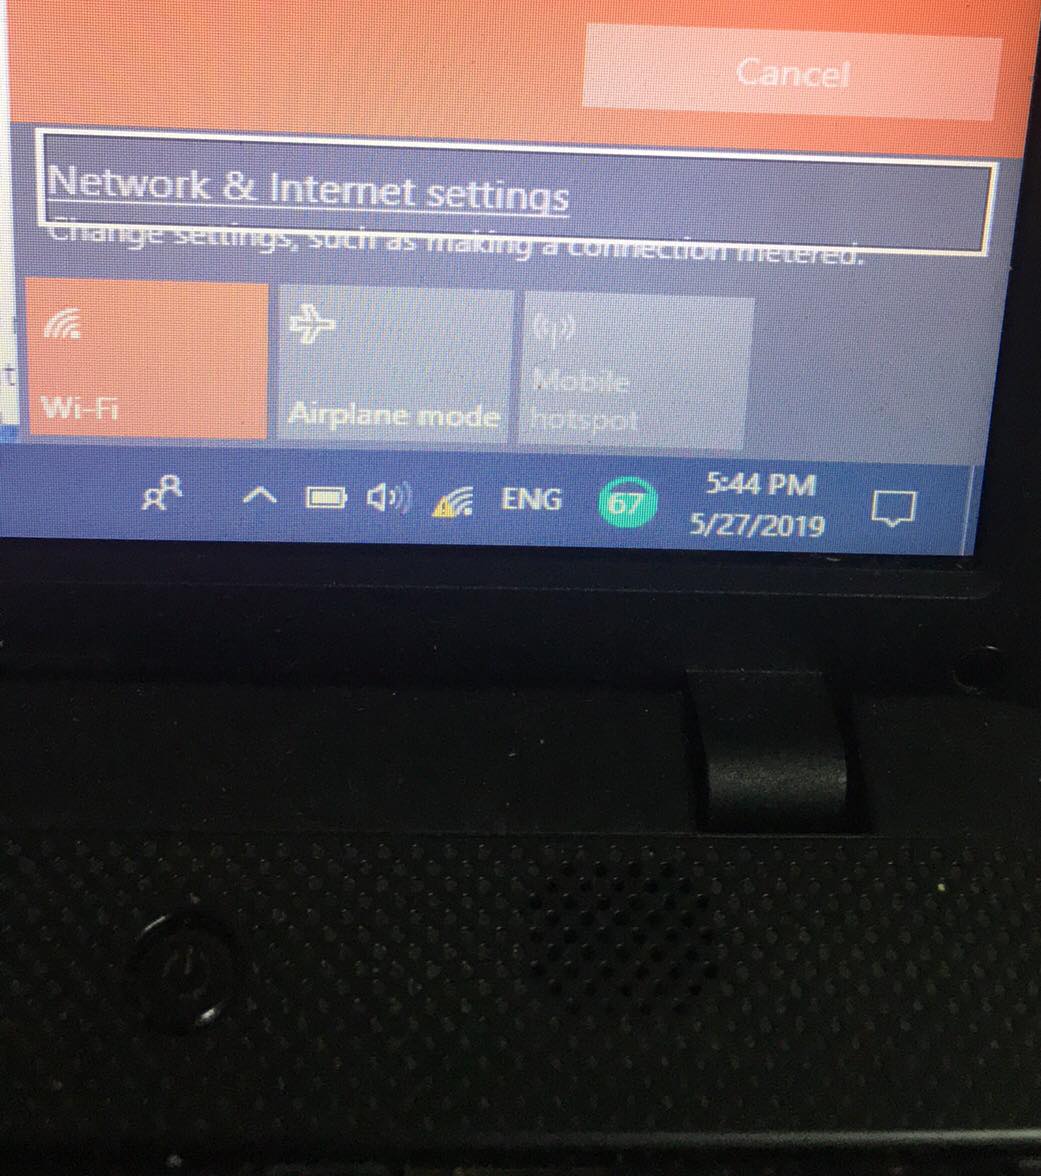 Cancel
Network & Internet settings
Change settings, such as making a connection metered.
Wi-Fi
Airplane mode
Mobile
hotspot
ENG
67
5:44 PM
5/27/2019